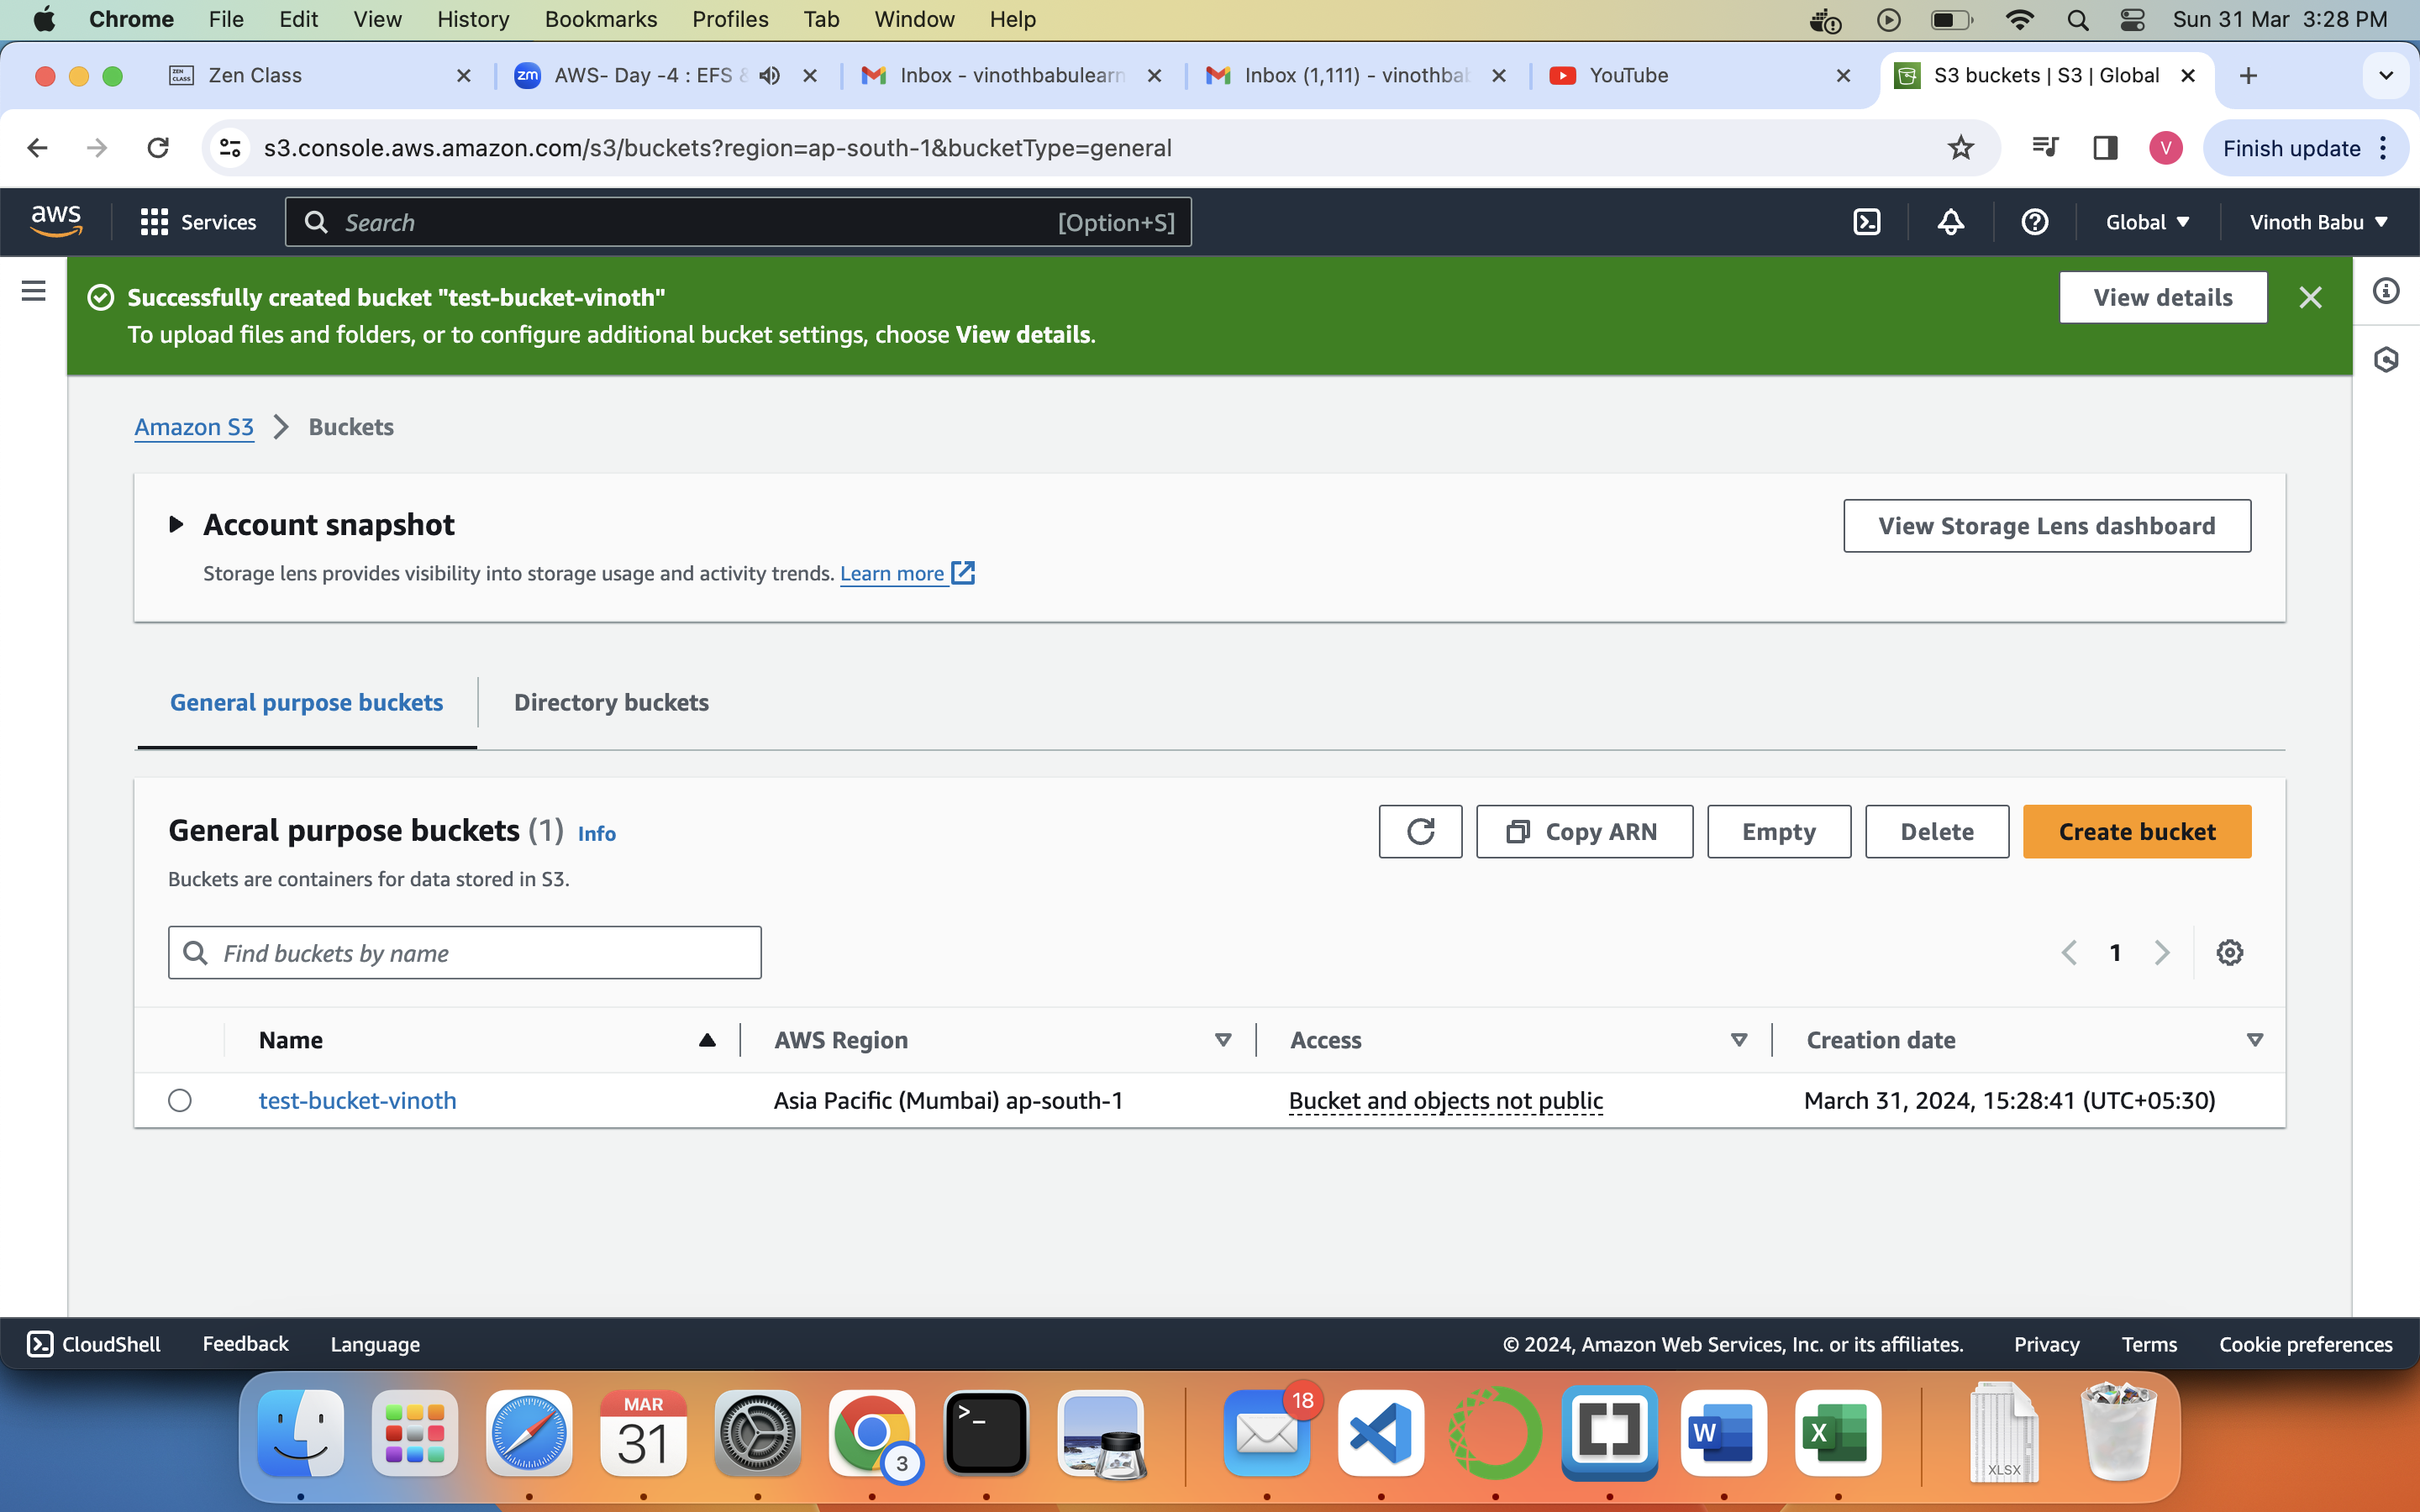 Chrome File Edit View History Bookmarks Profiles Tab Window Help Sun 31 Mar 3:28 PM
ZEN CLASS Zen Class zm AWS- Day -4 : EFS & Inbox - vinothbabulearn Inbox (1,111) - vinothbal YouTube S3 buckets | S3 | Global
s3.console.aws.amazon.com/s3/buckets?region=ap-south-1&bucketType=general V Finish update
aws Services Search [Option+S] Global Vinoth Babu
Successfully created bucket "test-bucket-vinoth" View details
To upload files and folders, or to configure additional bucket settings, choose View details.
Amazon S3 Buckets
Account snapshot View Storage Lens dashboard
Storage lens provides visibility into storage usage and activity trends. Learn more
General purpose buckets Directory buckets
General purpose buckets (1) Info Copy ARN Empty Delete Create bucket
Buckets are containers for data stored in S3.
Find buckets by name 1
Name AWS Region Access Creation date
test-bucket-vinoth Asia Pacific (Mumbai) ap-south-1 Bucket and objects not public March 31, 2024, 15:28:41 (UTC+05:30)
CloudShell Feedback Language © 2024, Amazon Web Services, Inc. or its affiliates. Privacy Terms Cookie preferences
MAR 18
31 3 W X XLSX